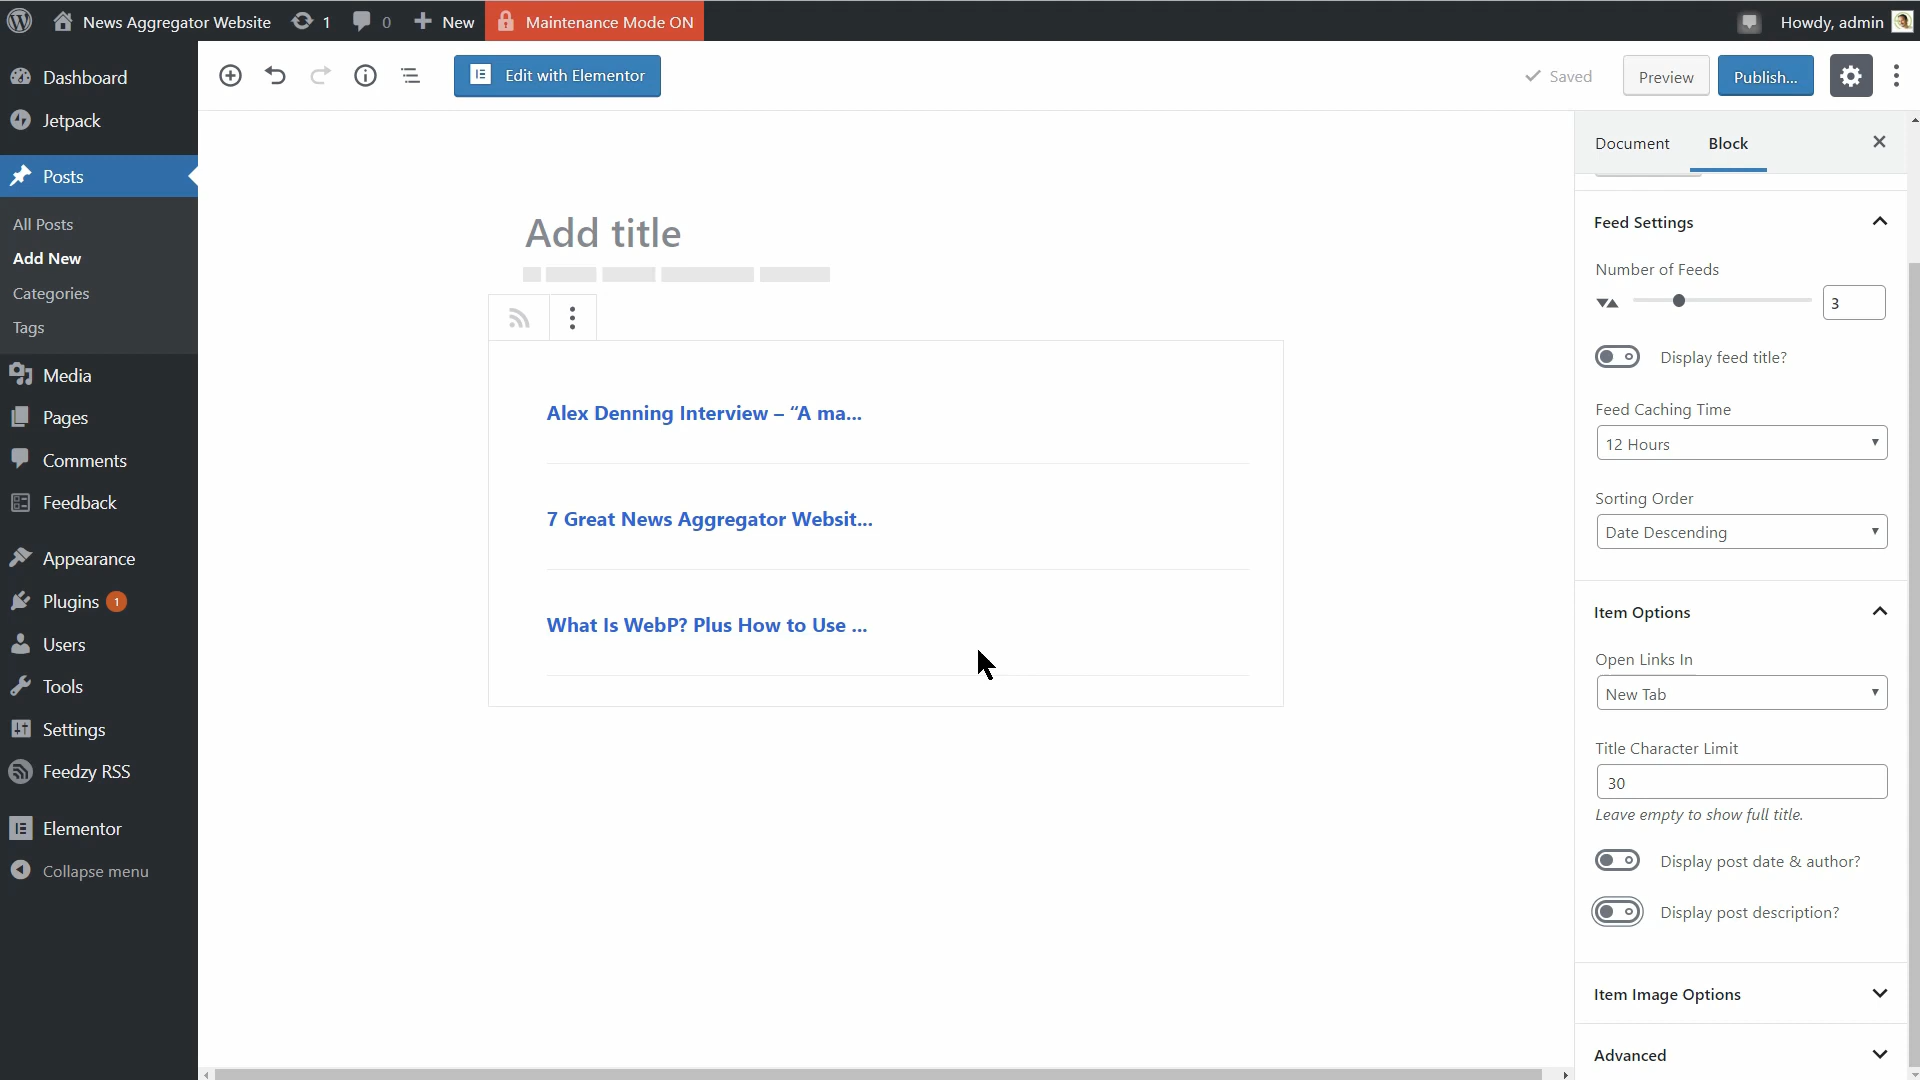 News Aggregator Website 1 0 New Maintenance Mode ON Howdy, admin
Dashboard
Jetpack
Posts
All Posts
Add New
Categories
Tags
Media
Pages
Comments
Feedback
Appearance
Plugins 1
Users
Tools
Settings
Feedzy RSS
Elementor
Collapse menu
Edit with Elementor
Saved Preview Publish...
Add title
Alex Denning Interview – “A ma...
7 Great News Aggregator Websit...
What Is WebP? Plus How to Use ...
Document Block
Feed Settings
Number of Feeds
3
Display feed title?
Feed Caching Time
12 Hours
Sorting Order
Date Descending
Item Options
Open Links In
New Tab
Title Character Limit
30
Leave empty to show full title.
Display post date & author?
Display post description?
Item Image Options
Advanced